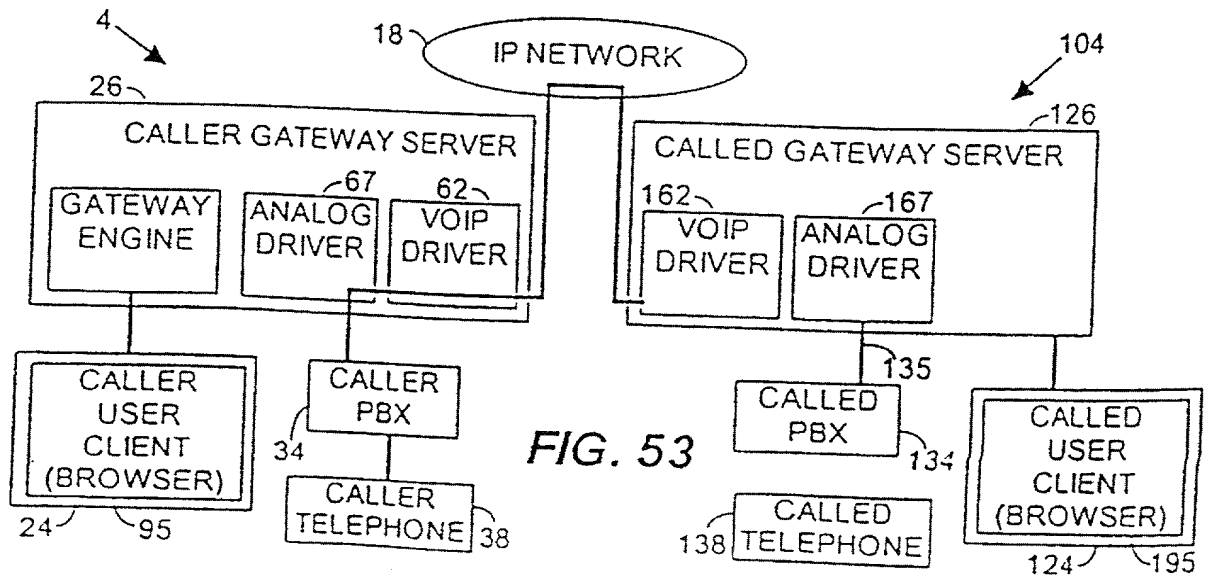 4
18
IP NETWORK
104
26
126
CALLER GATEWAY SERVER
CALLED GATEWAY SERVER
GATEWAY
ENGINE
67
ANALOG
DRIVER
62
VOIP
DRIVER
162
VOIP
DRIVER
167
ANALOG
DRIVER
135
CALLER
USER
CLIENT
(BROWSER)
24
95
CALLER
PBX
34
CALLER
TELEPHONE
38
FIG. 53
CALLED
PBX
134
CALLED
TELEPHONE
138
CALLED
USER
CLIENT
(BROWSER)
124
195